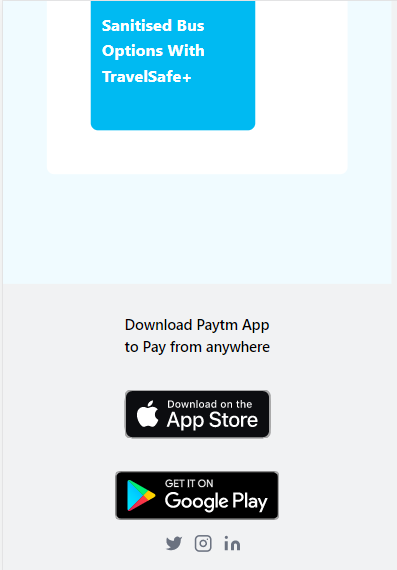 Sanitised Bus
Options With
TravelSafe+
Download Paytm App
to Pay from anywhere
Download on the
App Store
GET IT ON
Google Play